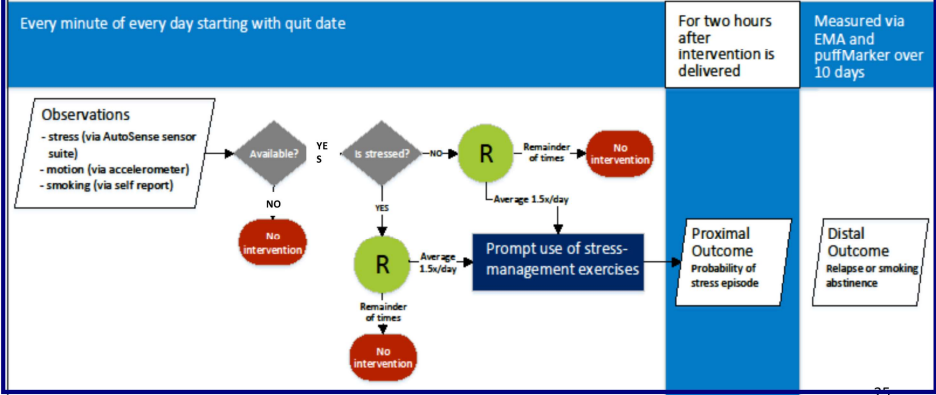 Every minute of every day starting with quit date
For two hours
after
intervention is
delivered
Measured via
EMA and
puffMarker over
10 days
Observations
- stress (via AutoSense sensor
suite)
- motion (via accelerometer)
- smoking (via self report)
Available?
YE
S
Is stressed?
NO
R
Remainder
of times
No
intervention
NO
No
intervention
YES
Average 1.5x/day
R
Average
1.5x/day
Prompt use of stress-
management exercises
Remainder
of times
No
intervention
Proximal
Outcome
Probability of
stress episode
Distal
Outcome
Relapse or smoking
abstinence